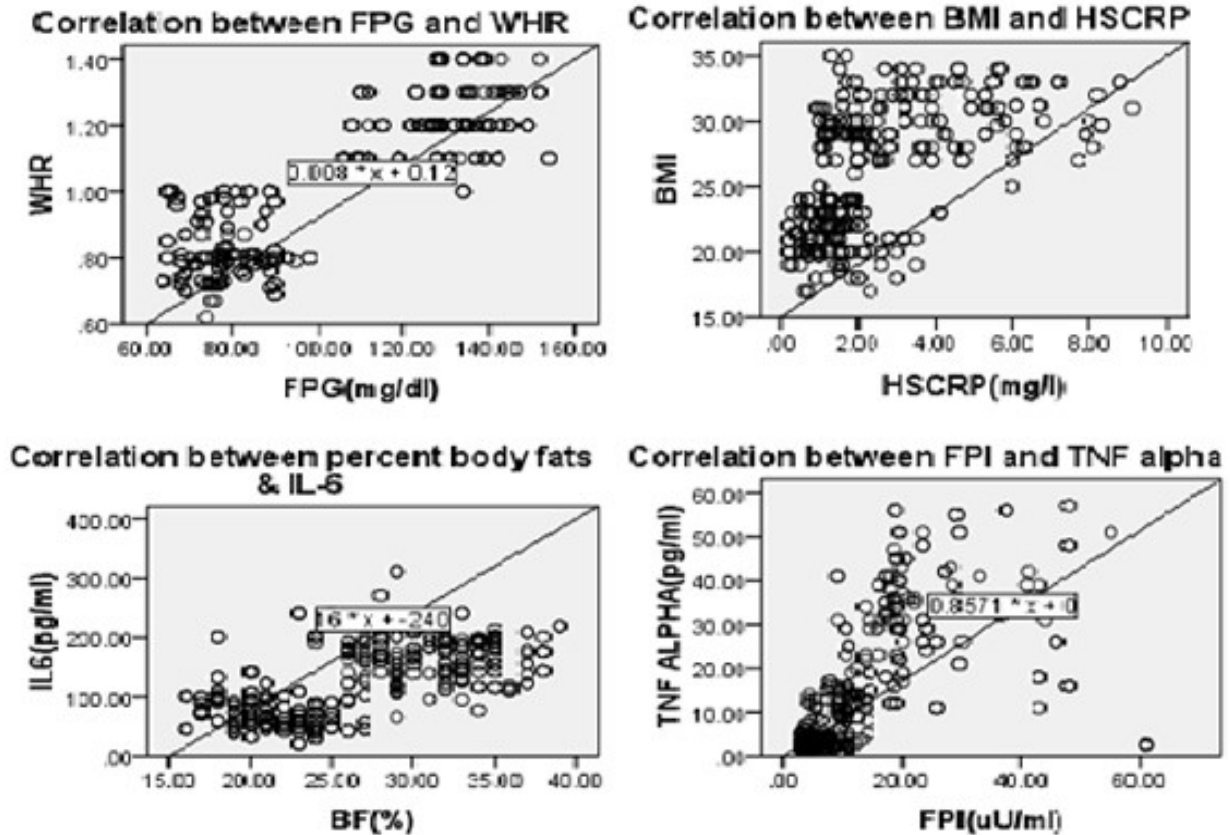 Correlation between FPG and WHR
WHR
1.40
1.20
1.00
.80
.60
0.008 * x + 0.12
60.00 80.00 100.00 120.00 140.00 160.00
FPG(mg/dl)
Correlation between BMI and HSCRP
BMI
35.00
30.00
25.00
20.00
15.00
.00 2.00 4.00 6.00 8.00 10.00
HSCRP(mg/l)
Correlation between percent body fats
& IL-6
IL6(pg/ml)
400.00
300.00
200.00
100.00
.00
16 * x + -240
15.00 20.00 25.00 30.00 35.00 40.00
BF(%)
Correlation between FPI and TNF alpha
TNF ALPHA(pg/ml)
60.00
50.00
40.00
30.00
20.00
10.00
.00
0.8571 * x + 0
.00 20.00 40.00 60.00
FPI(uU/ml)